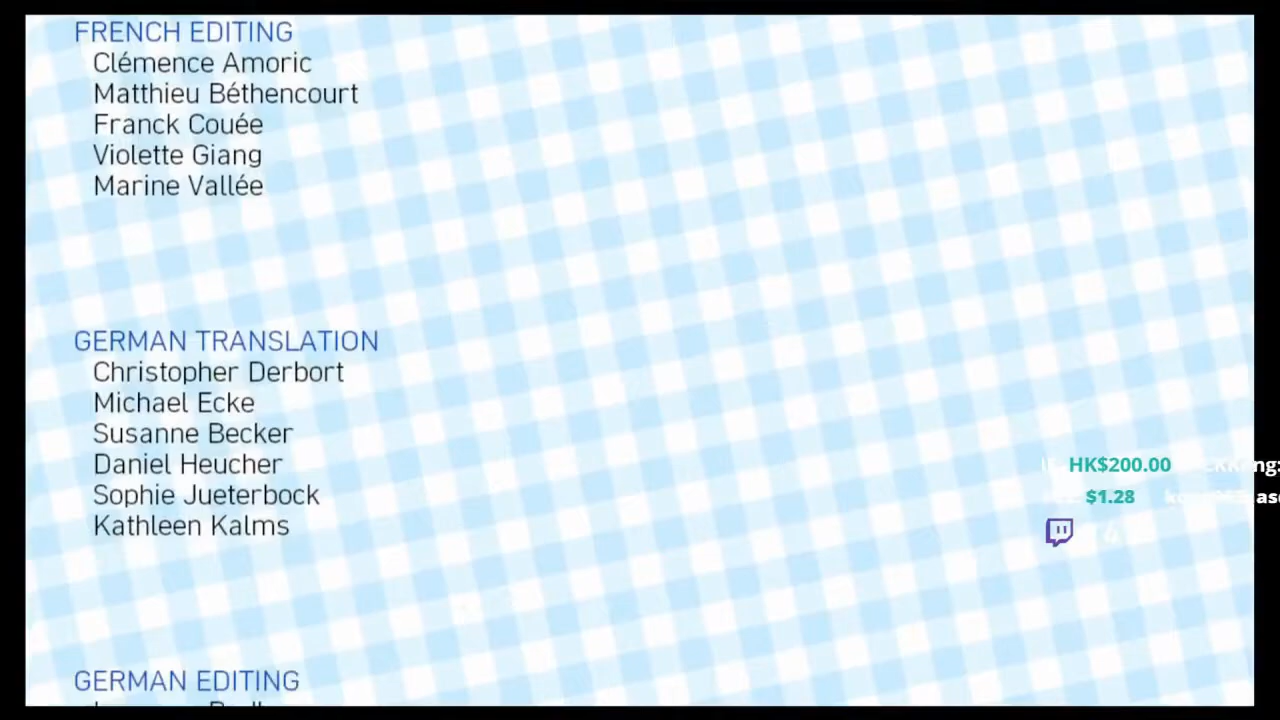 FRENCH EDITING
Clémence Amoric
Matthieu Béthencourt
Franck Couée
Violette Giang
Marine Vallée
GERMAN TRANSLATION
Christopher Derbort
Michael Ecke
Susanne Becker
Daniel Heucher
Sophie Jueterbock
Kathleen Kalms
HK$200.00
$1.28
GERMAN EDITING